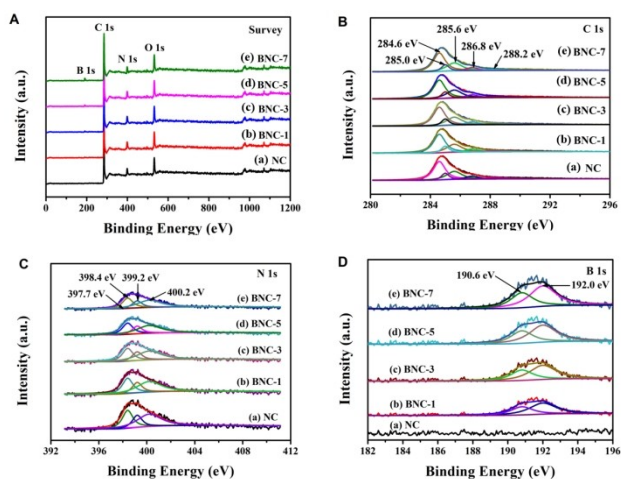 A
Survey
C 1s
B 1s
N 1s
O 1s
(e) BNC-7
(d) BNC-5
(c) BNC-3
(b) BNC-1
(a) NC
Intensity (a.u.)
0 200 400 600 800 1000 1200
Binding Energy (eV)
B
C 1s
285.6 eV
284.6 eV
286.8 eV
285.0 eV
288.2 eV
(e) BNC-7
(d) BNC-5
(c) BNC-3
(b) BNC-1
(a) NC
Intensity (a.u.)
280 284 288 292 296
Binding Energy (eV)
C
N 1s
399.2 eV
398.4 eV
400.2 eV
397.7 eV
(e) BNC-7
(d) BNC-5
(c) BNC-3
(b) BNC-1
(a) NC
Intensity (a.u.)
392 396 400 404 408 412
Binding Energy (eV)
D
B 1s
190.6 eV
192.0 eV
(e) BNC-7
(d) BNC-5
(c) BNC-3
(b) BNC-1
(a) NC
Intensity (a.u.)
182 184 186 188 190 192 194 196
Binding Energy (eV)